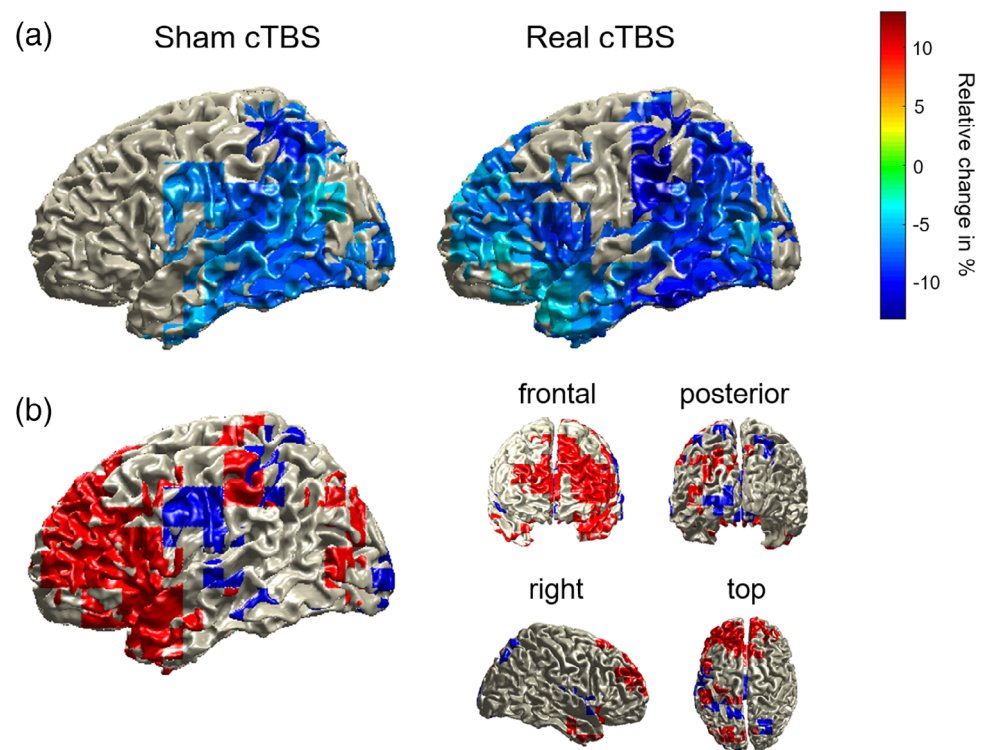 (a)
Sham cTBS
Real cTBS
10
5
0
-5
-10
Relative change in %
(b)
frontal
posterior
right
top